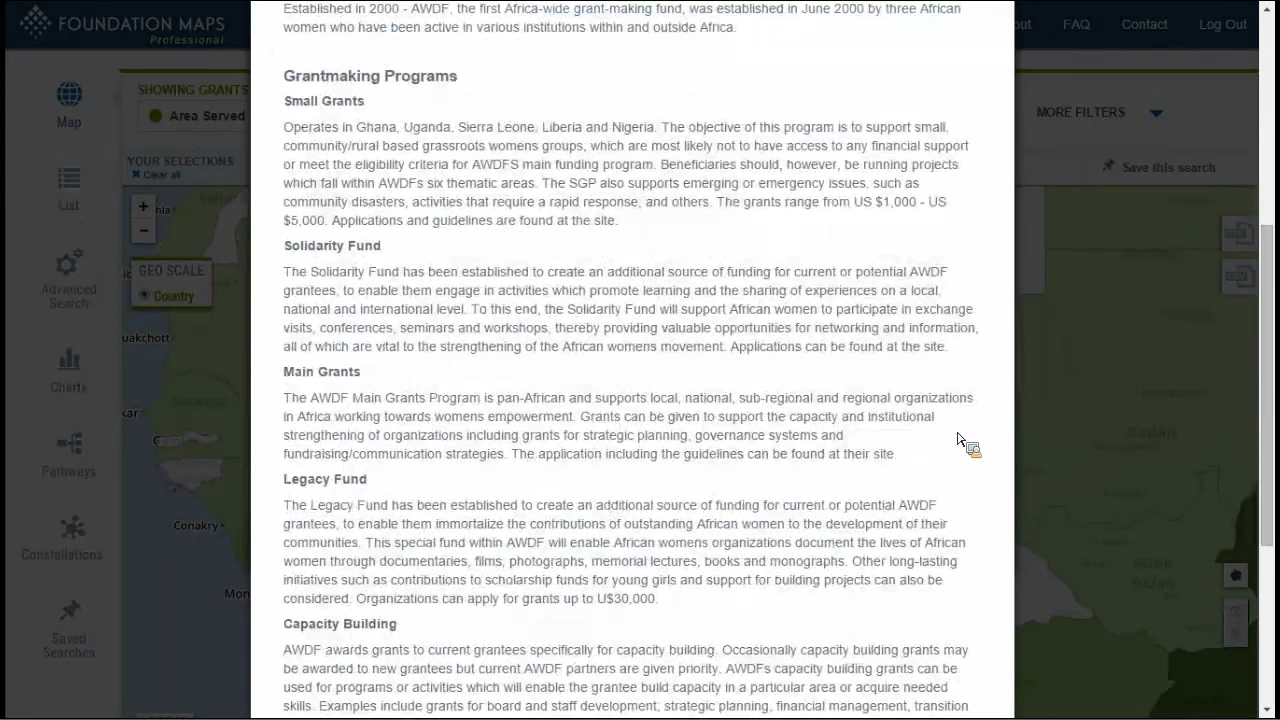 FOUNDATION MAPS
Professional
out
FAQ
Contact
Log Out
Map
List
Advanced
Search
Charts
Pathways
Constellations
Saved
Searches
SHOWING GRANTS
Area Served
YOUR SELECTIONS
Clear all
MORE FILTERS
Save this search
+
−
GEO SCALE
Country
Established in 2000 - AWDF, the first Africa-wide grant-making fund, was established in June 2000 by three African
women who have been active in various institutions within and outside Africa.
Grantmaking Programs
Small Grants
Operates in Ghana, Uganda, Sierra Leone, Liberia and Nigeria. The objective of this program is to support small,
community/rural based grassroots womens groups, which are most likely not to have access to any financial support
or meet the eligibility criteria for AWDFS main funding program. Beneficiaries should, however, be running projects
which fall within AWDFs six thematic areas. The SGP also supports emerging or emergency issues, such as
community disasters, activities that require a rapid response, and others. The grants range from US $1,000 - US
$5,000. Applications and guidelines are found at the site.
Solidarity Fund
The Solidarity Fund has been established to create an additional source of funding for current or potential AWDF
grantees, to enable them engage in activities which promote learning and the sharing of experiences on a local,
national and international level. To this end, the Solidarity Fund will support African women to participate in exchange
visits, conferences, seminars and workshops, thereby providing valuable opportunities for networking and information,
all of which are vital to the strengthening of the African womens movement. Applications can be found at the site.
Main Grants
The AWDF Main Grants Program is pan-African and supports local, national, sub-regional and regional organizations
in Africa working towards womens empowerment. Grants can be given to support the capacity and institutional
strengthening of organizations including grants for strategic planning, governance systems and
fundraising/communication strategies. The application including the guidelines can be found at their site
Legacy Fund
The Legacy Fund has been established to create an additional source of funding for current or potential AWDF
grantees, to enable them immortalize the contributions of outstanding African women to the development of their
communities. This special fund within AWDF will enable African womens organizations document the lives of African
women through documentaries, films, photographs, memorial lectures, books and monographs. Other long-lasting
initiatives such as contributions to scholarship funds for young girls and support for building projects can also be
considered. Organizations can apply for grants up to U$30,000.
Capacity Building
AWDF awards grants to current grantees specifically for capacity building. Occasionally capacity building grants may
be awarded to new grantees but current AWDF partners are given priority. AWDFs capacity building grants can be
used for programs or activities which will enable the grantee build capacity in a particular area or acquire needed
skills. Examples include grants for board and staff development, strategic planning, financial management, transition
uakchott
kar
Conakry
Mon
Sudan
South
Sudan